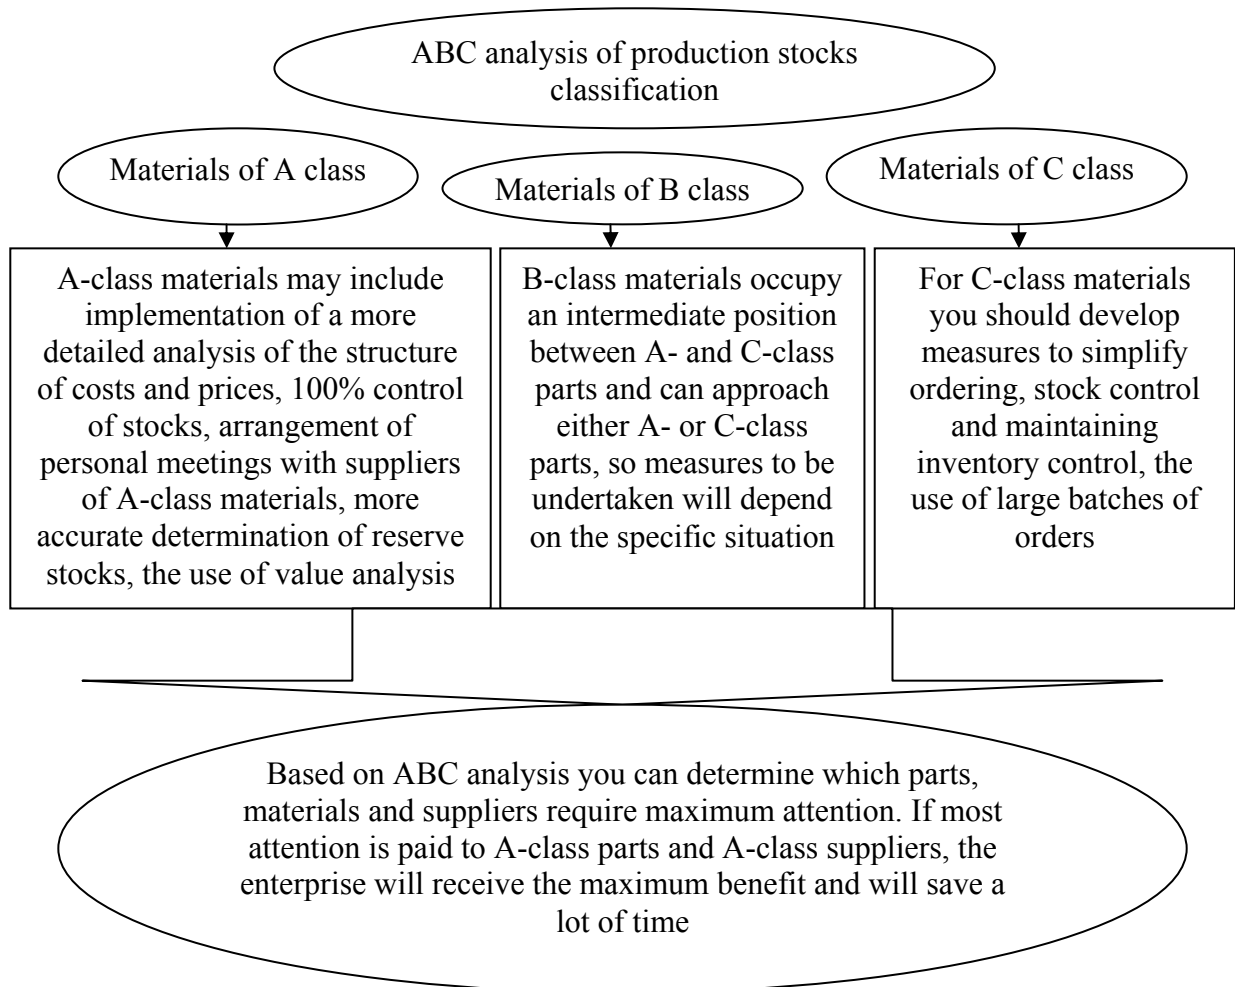 ABC analysis of production stocks
classification
Materials of A class
Materials of B class
Materials of C class
A-class materials may include
implementation of a more
detailed analysis of the structure
of costs and prices, 100% control
of stocks, arrangement of
personal meetings with suppliers
of A-class materials, more
accurate determination of reserve
stocks, the use of value analysis
B-class materials occupy
an intermediate position
between A- and C-class
parts and can approach
either A- or C-class
parts, so measures to be
undertaken will depend
on the specific situation
For C-class materials
you should develop
measures to simplify
ordering, stock control
and maintaining
inventory control, the
use of large batches of
orders
Based on ABC analysis you can determine which parts,
materials and suppliers require maximum attention. If most
attention is paid to A-class parts and A-class suppliers, the
enterprise will receive the maximum benefit and will save a
lot of time